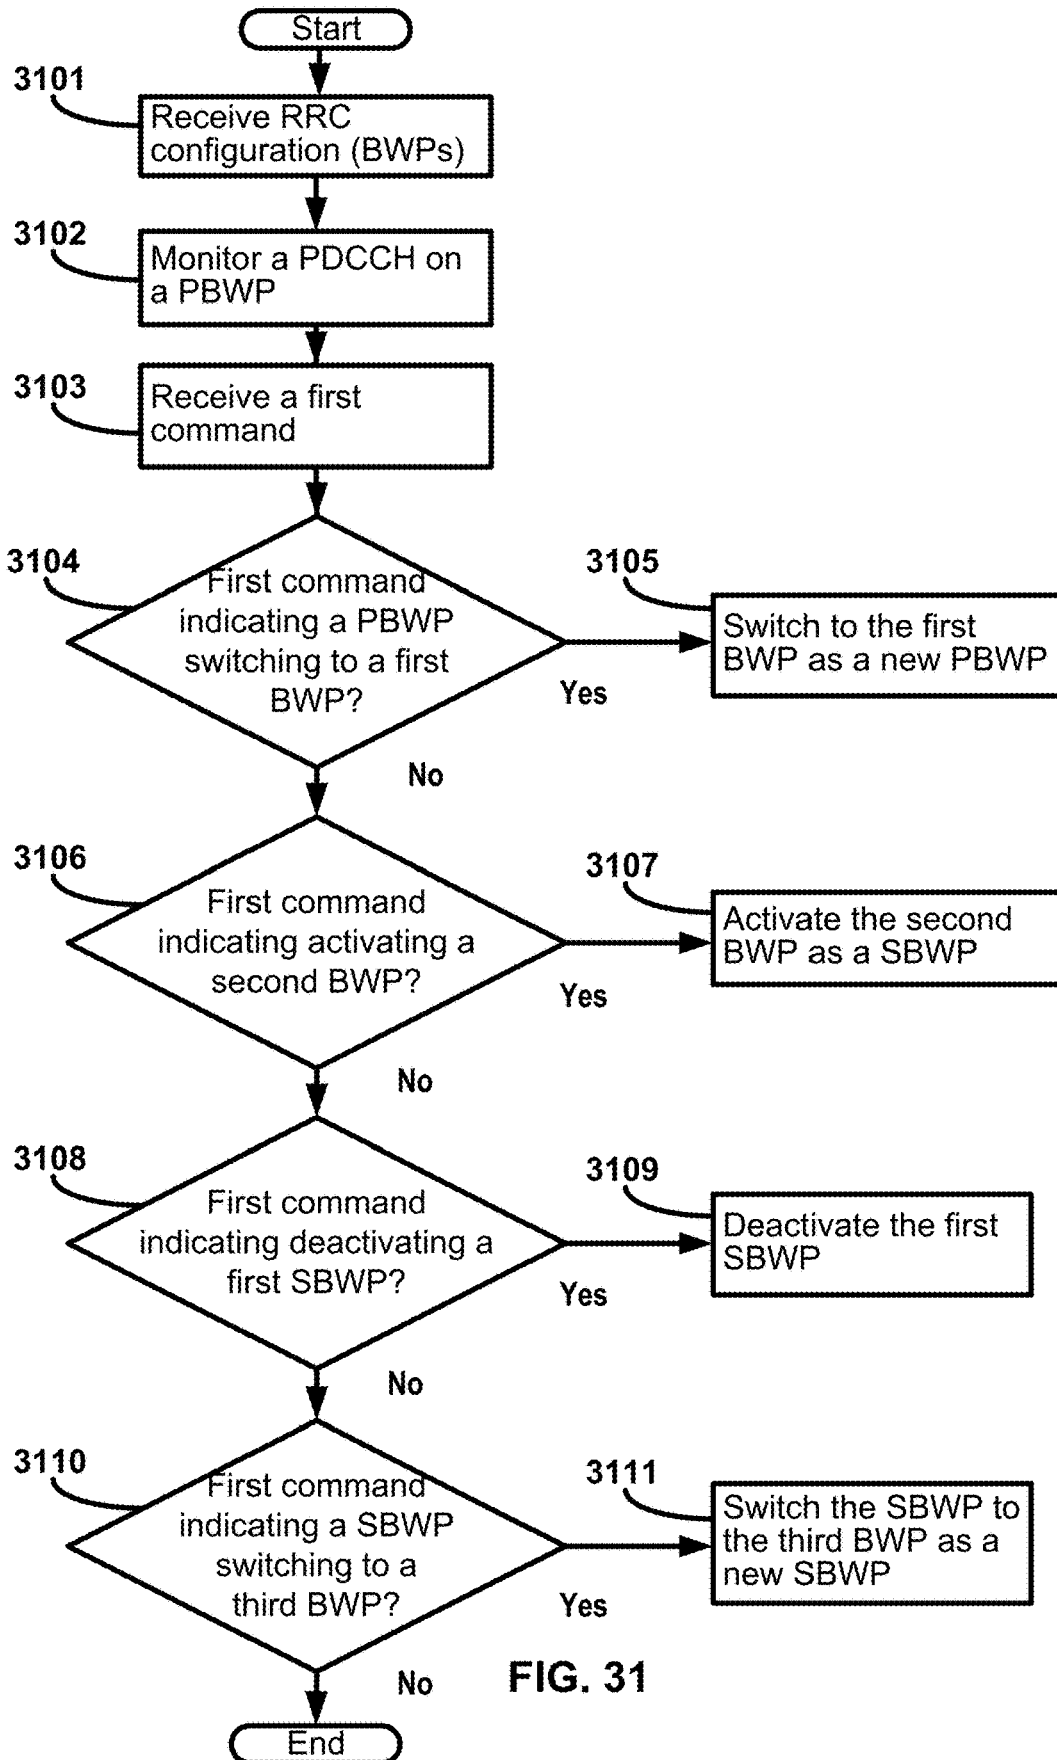 Start
3101
Receive RRC
configuration (BWPs)
3102
Monitor a PDCCH on
a PBWP
3103
Receive a first
command
3104
First command
indicating a PBWP
switching to a first
BWP?
Yes
No
3105
Switch to the first
BWP as a new PBWP
3106
First command
indicating activating a
second BWP?
Yes
No
3107
Activate the second
BWP as a SBWP
3108
First command
indicating deactivating a
first SBWP?
Yes
No
3109
Deactivate the first
SBWP
3110
First command
indicating a SBWP
switching to a
third BWP?
Yes
No
3111
Switch the SBWP to
the third BWP as a
new SBWP
FIG. 31
End